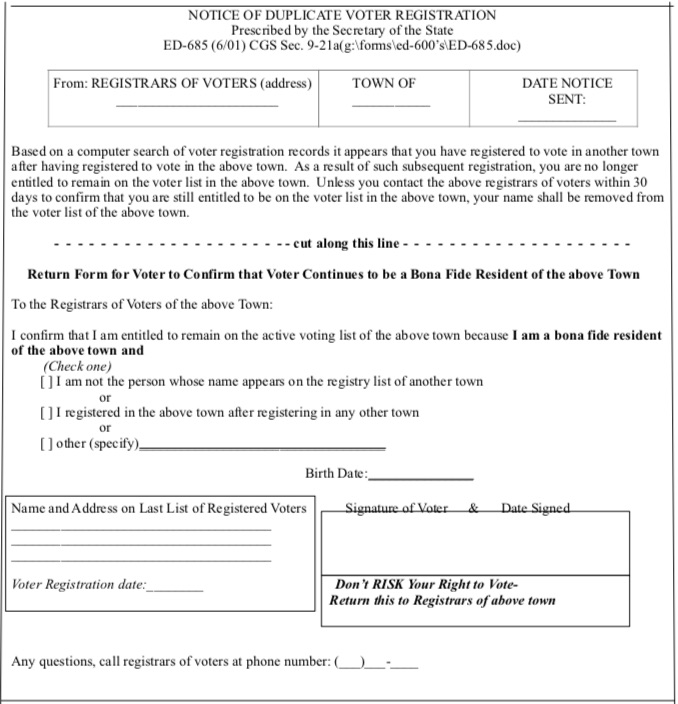 NOTICE OF DUPLICATE VOTER REGISTRATION
Prescribed by the Secretary of the State
ED-685 (6/01) CGS Sec. 9-21a(g:\forms\ed-600's\ED-685.doc)
From: REGISTRARS OF VOTERS (address)
TOWN OF
DATE NOTICE
SENT:
Based on a computer search of voter registration records it appears that you have registered to vote in another town
after having registered to vote in the above town. As a result of such subsequent registration, you are no longer
entitled to remain on the voter list in the above town. Unless you contact the above registrars of voters within 30
days to confirm that you are still entitled to be on the voter list in the above town, your name shall be removed from
the voter list of the above town.
- - - - - - - - - - - - - - - - - - - - - cut along this line - - - - - - - - - - - - - - - - - - - - -
Return Form for Voter to Confirm that Voter Continues to be a Bona Fide Resident of the above Town
To the Registrars of Voters of the above Town:
I confirm that I am entitled to remain on the active voting list of the above town because I am a bona fide resident
of the above town and
(Check one)
[ ] I am not the person whose name appears on the registry list of another town
or
[ ] I registered in the above town after registering in any other town
or
[ ] other (specify)____________________
Birth Date:_______________
Name and Address on Last List of Registered Voters
Voter Registration date:________
Signature of Voter & Date Signed
Don't RISK Your Right to Vote-
Return this to Registrars of above town
Any questions, call registrars of voters at phone number: (___)___-____